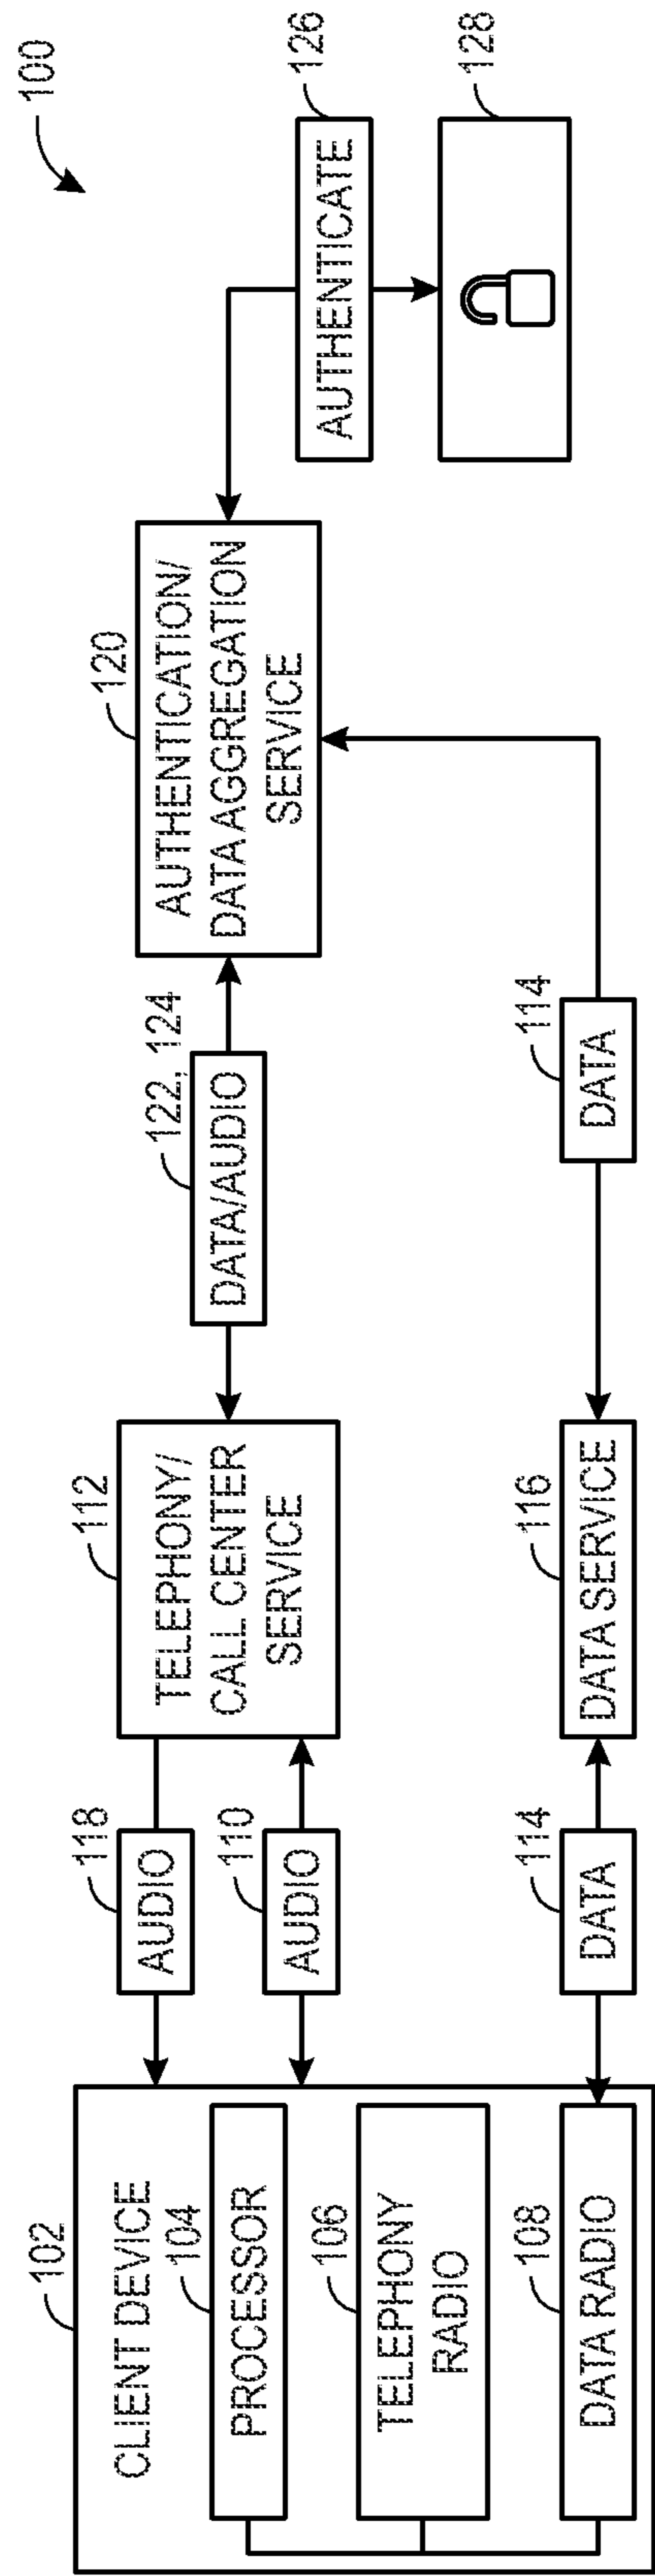 100
102
CLIENT DEVICE
104
PROCESSOR
106
TELEPHONY
RADIO
108
DATA RADIO
118
AUDIO
110
AUDIO
114
DATA
112
TELEPHONY/
CALL CENTER
SERVICE
116
DATA SERVICE
122, 124
DATA/AUDIO
114
DATA
120
AUTHENTICATION/
DATA AGGREGATION
SERVICE
126
AUTHENTICATE
128